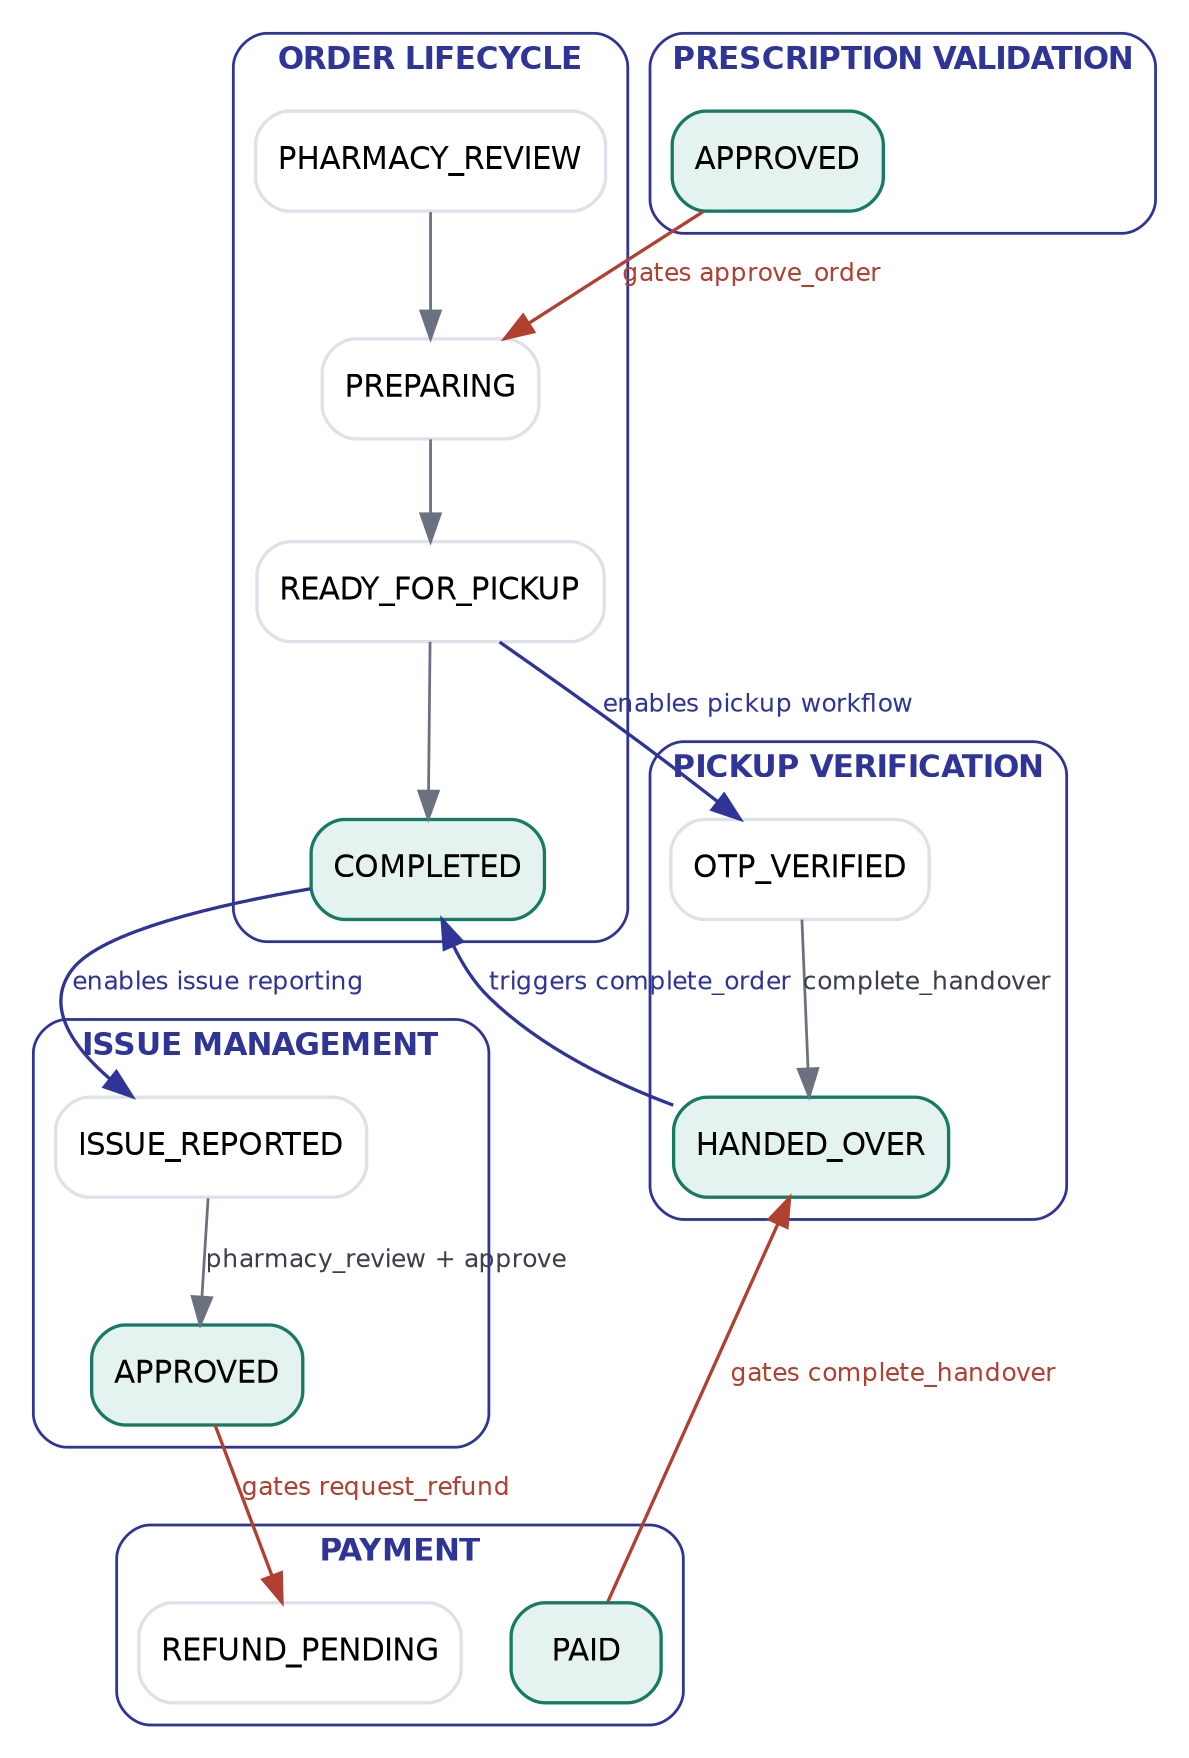 ORDER LIFECYCLE
PRESCRIPTION VALIDATION
PHARMACY_REVIEW
APPROVED
gates approve_order
PREPARING
READY_FOR_PICKUP
enables pickup workflow
PICKUP VERIFICATION
COMPLETED
OTP_VERIFIED
enables issue reporting
triggers complete_order
complete_handover
ISSUE MANAGEMENT
ISSUE_REPORTED
HANDED_OVER
pharmacy_review + approve
APPROVED
gates complete_handover
gates request_refund
PAYMENT
REFUND_PENDING
PAID